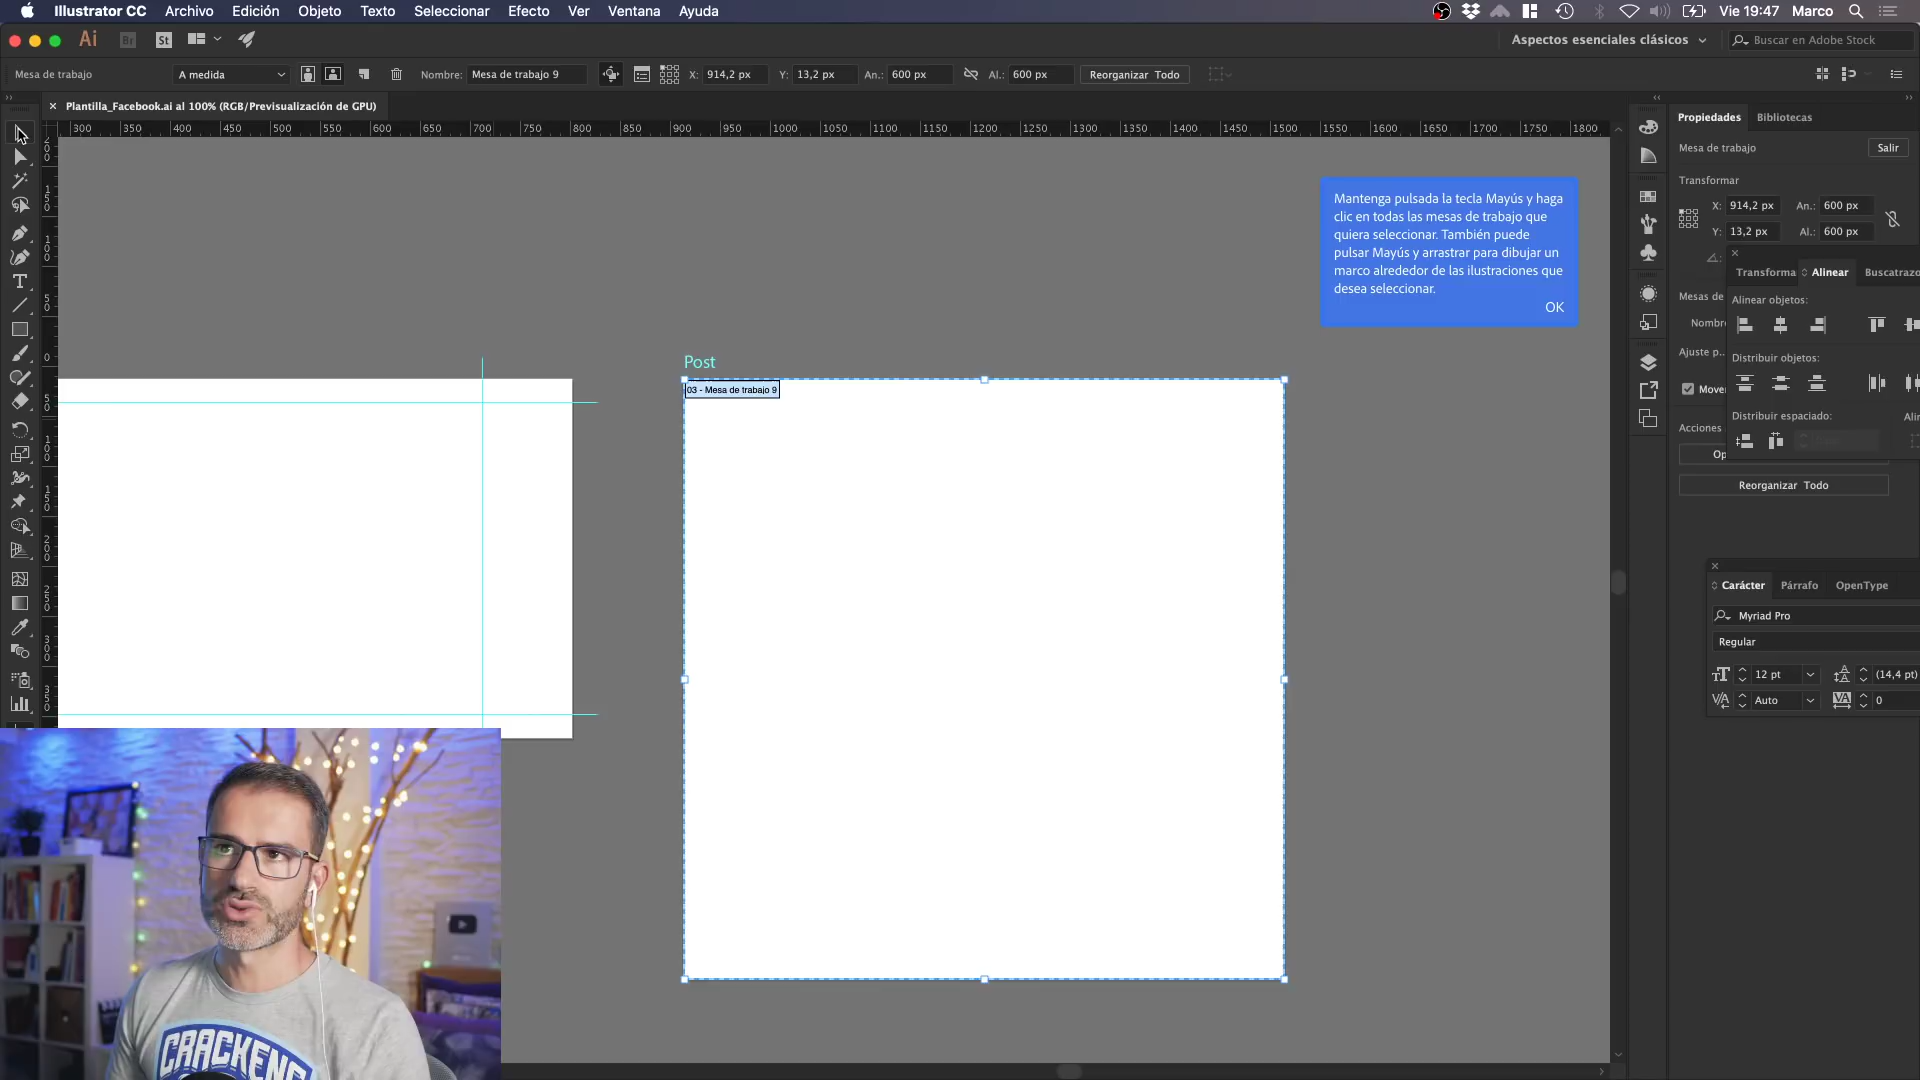 Illustrator CC Archivo Edición Objeto Texto Seleccionar Efecto Ver Ventana Ayuda
Vie 19:47 Marco
Ai Br St
Aspectos esenciales clásicos
Buscar en Adobe Stock
Mesa de trabajo A medida Nombre: Mesa de trabajo 9 X: 914,2 px Y: 13,2 px An.: 600 px Al.: 600 px Reorganizar Todo
Plantilla_Facebook.ai al 100% (RGB/Previsualización de GPU)
300 350 400 450 500 550 600 650 700 750 800 850 900 950 1000 1050 1100 1150 1200 1250 1300 1350 1400 1450 1500 1550 1600 1650 1700 1750 1800
Propiedades Bibliotecas
Mesa de trabajo Salir
Transformar
X: 914,2 px An.: 600 px
Y: 13,2 px Al.: 600 px
Mantenga pulsada la tecla Mayús y haga
clic en todas las mesas de trabajo que
quiera seleccionar. También puede
pulsar Mayús y arrastrar para dibujar un
marco alrededor de las ilustraciones que
desea seleccionar.
OK
Transforma Alinear Buscatrazo
Alinear objetos:
Mesas de
Nombr
Ajuste p..
Distribuir objetos:
Mover
Distribuir espaciado: Alin
Acciones
Op
Reorganizar Todo
Post
03 - Mesa de trabajo 9
Carácter Párrafo OpenType
Myriad Pro
Regular
12 pt (14,4 pt)
Auto 0
CRACKENS